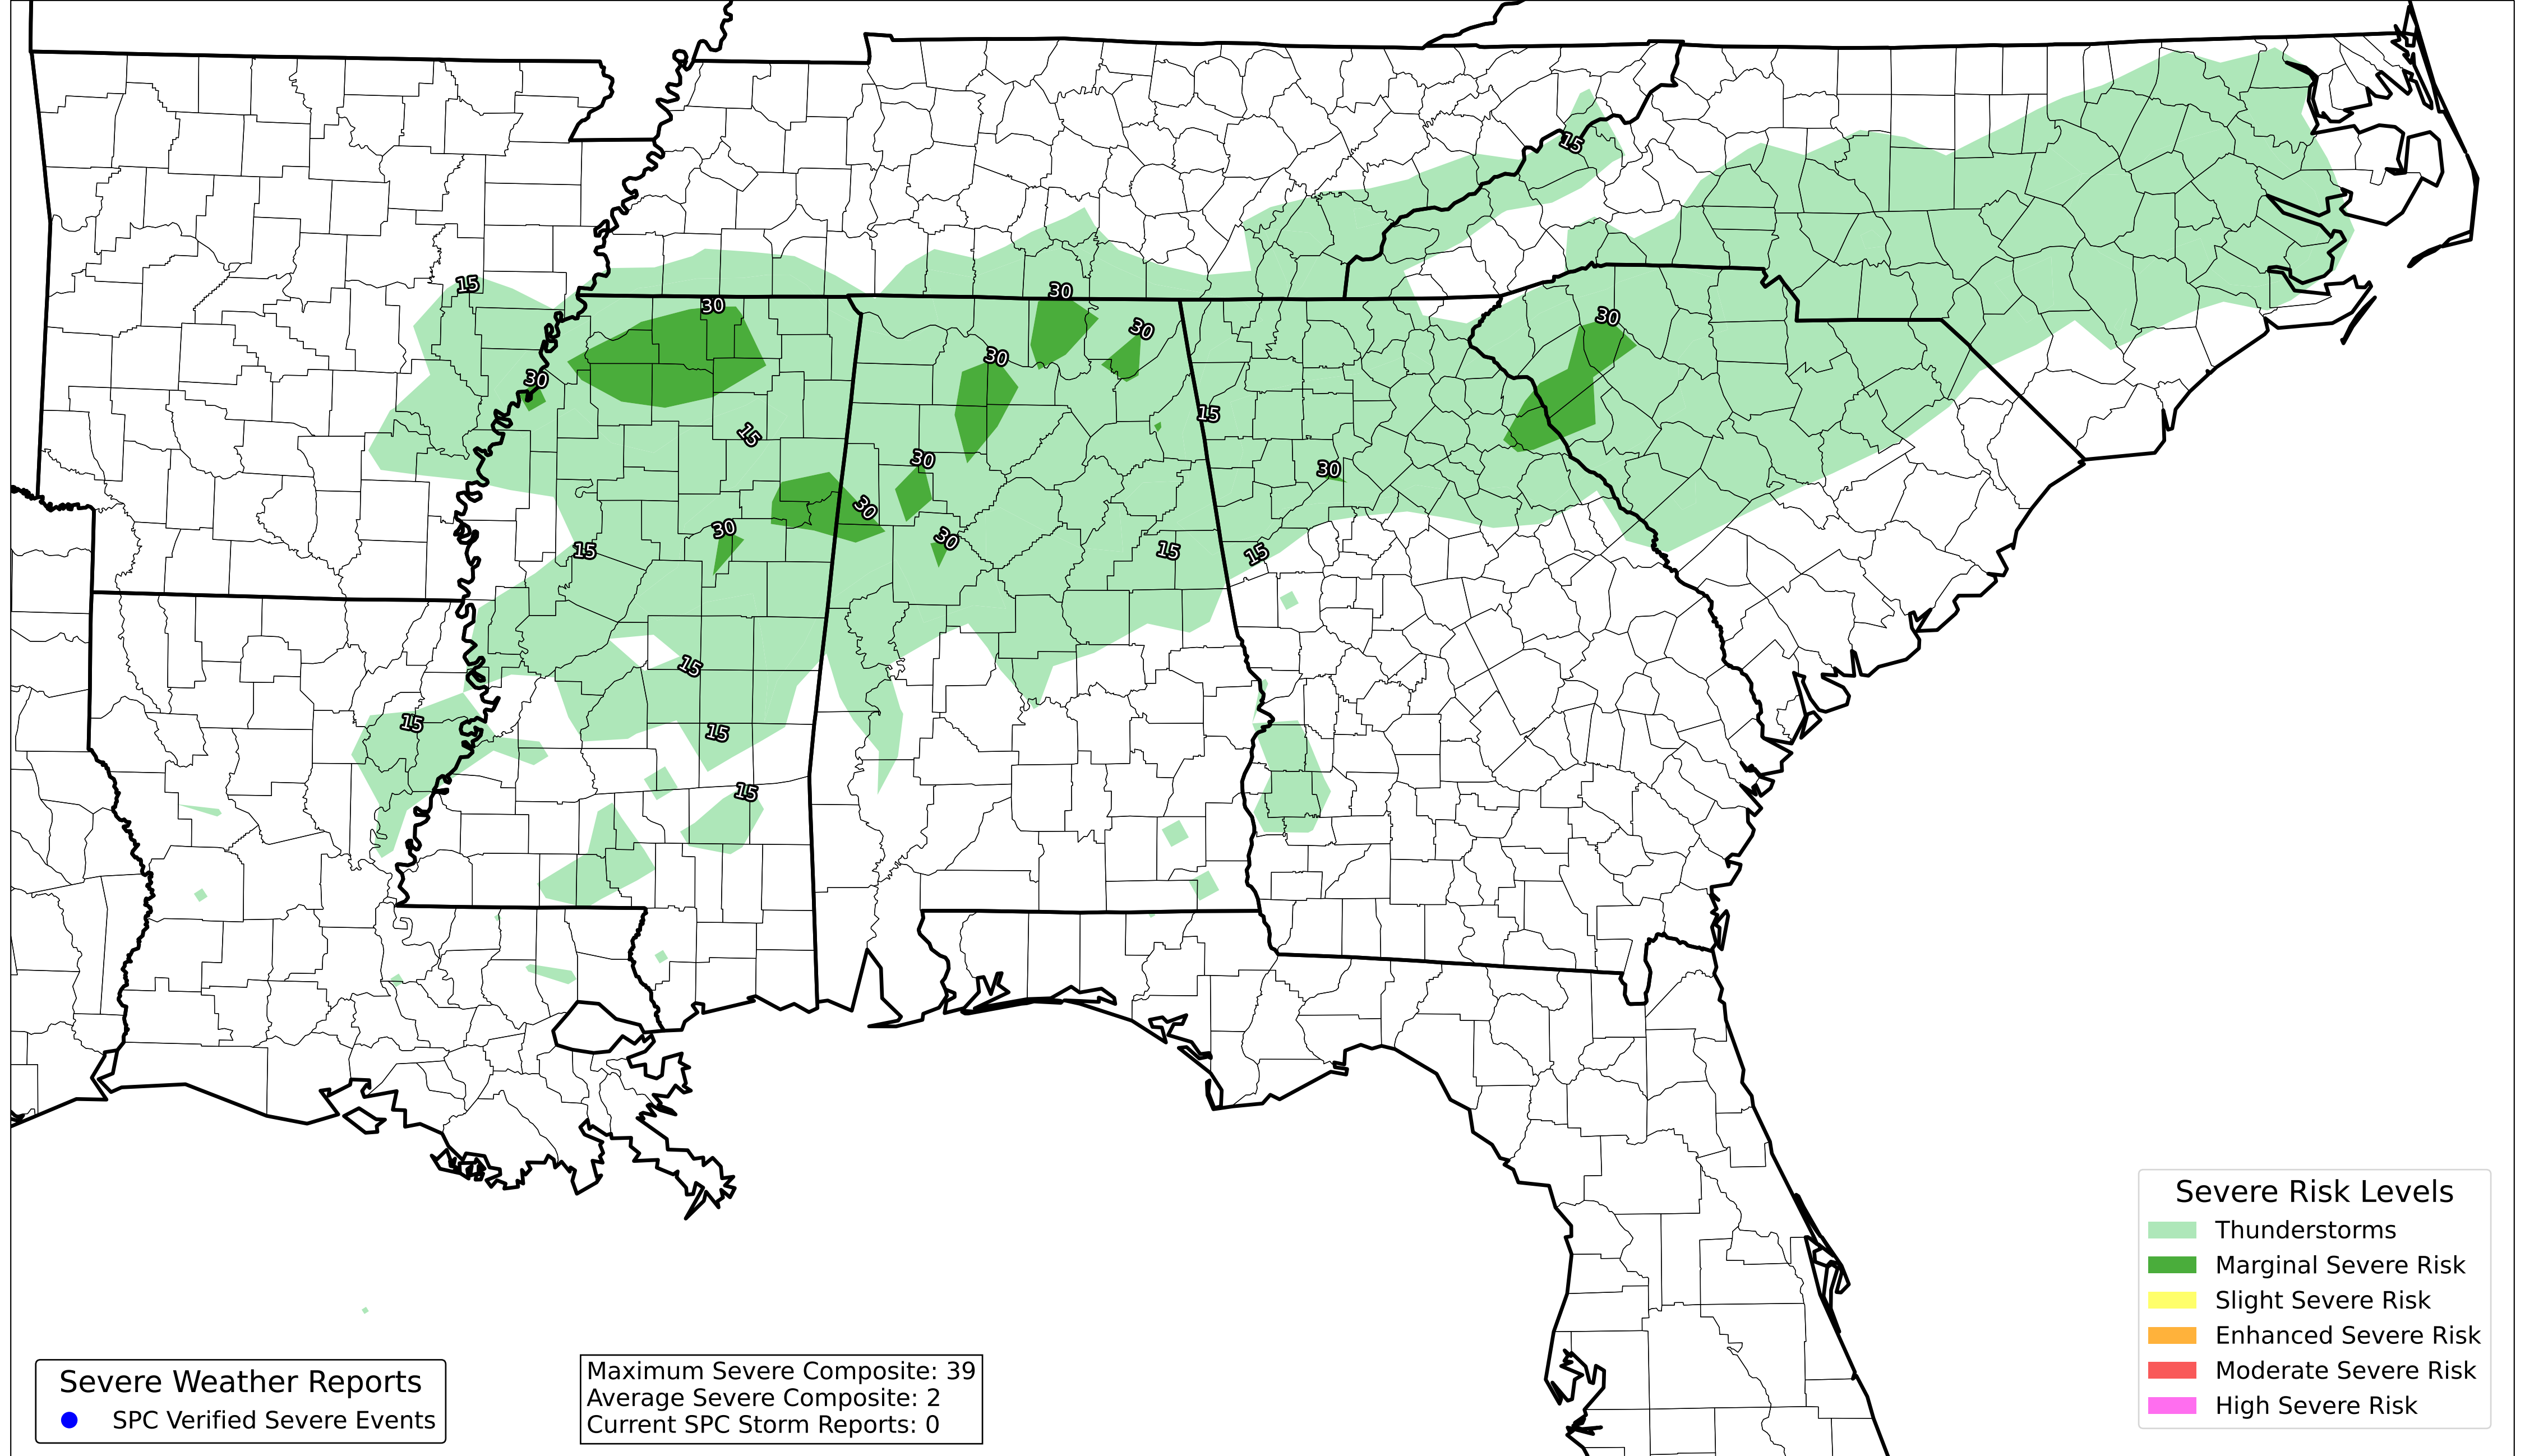 15
15
30
30
30
30
30
30
15
15
30
30
30
30
30
15
15
15
15
15
15
15
Severe Risk Levels
Thunderstorms
Marginal Severe Risk
Slight Severe Risk
Enhanced Severe Risk
Moderate Severe Risk
High Severe Risk
Severe Weather Reports
SPC Verified Severe Events
Maximum Severe Composite: 39
Average Severe Composite: 2
Current SPC Storm Reports: 0